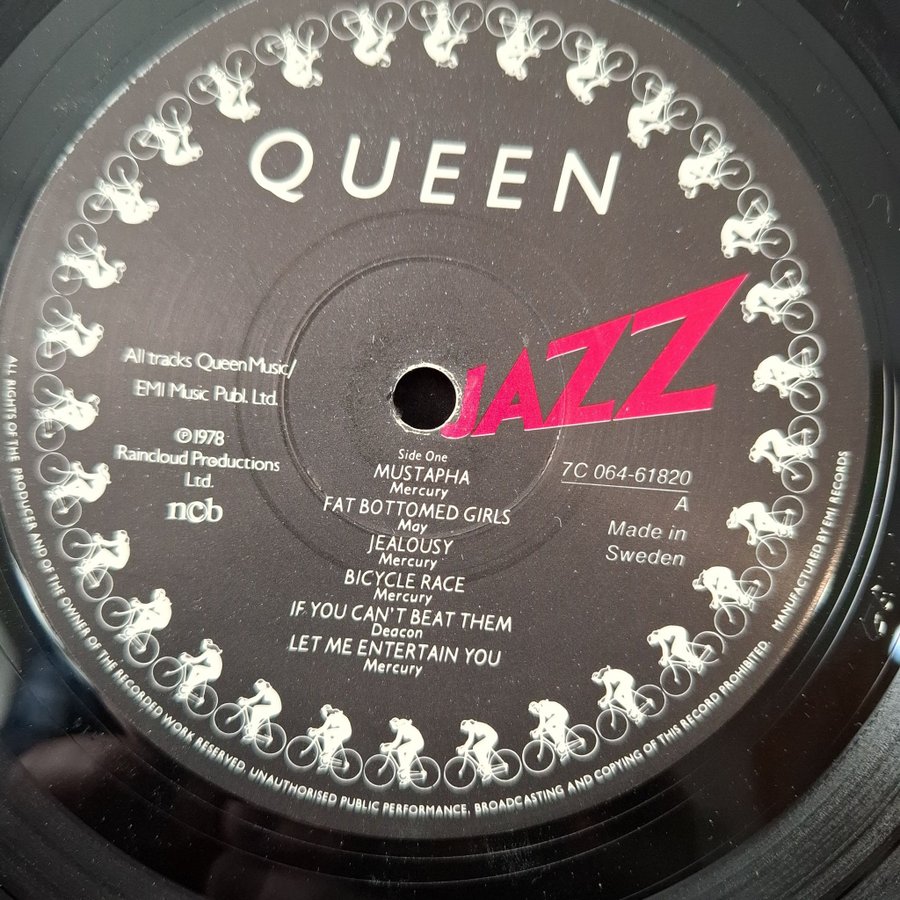 QUEEN
JAZZ
All tracks Queen Music/
EMI Music Publ. Ltd.
℗1978
Raincloud Productions
Ltd.
ncb
Side One
MUSTAPHA
Mercury
FAT BOTTOMED GIRLS
May
JEALOUSY
Mercury
BICYCLE RACE
Mercury
IF YOU CAN'T BEAT THEM
Deacon
LET ME ENTERTAIN YOU
Mercury
7C 064-61820
A
Made in
Sweden
ALL RIGHTS OF THE PRODUCER AND OF THE OWNER OF THE RECORDED WORK RESERVED. UNAUTHORISED PUBLIC PERFORMANCE, BROADCASTING AND COPYING OF THIS RECORD PROHIBITED. MANUFACTURED BY EMI RECORDS